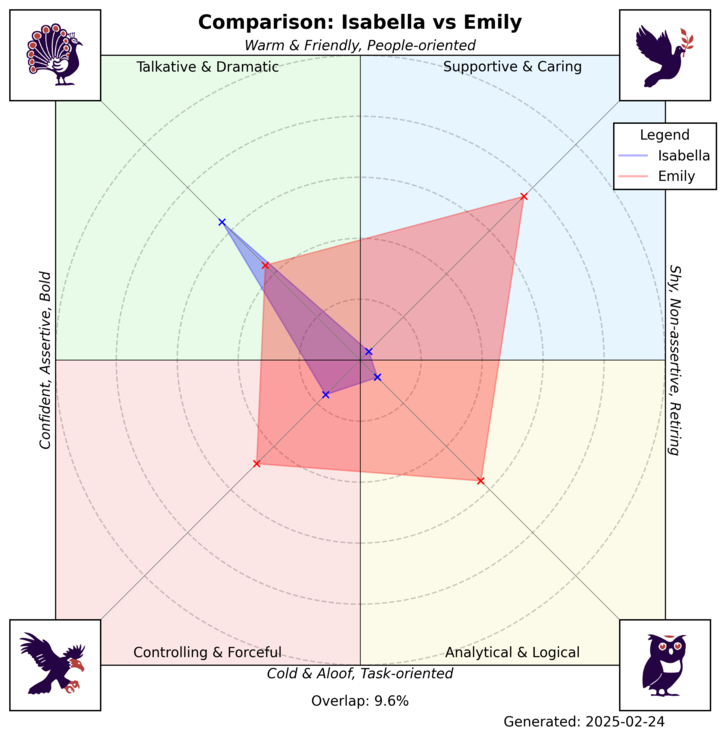 Comparison: Isabella vs Emily
Warm & Friendly, People-oriented
Talkative & Dramatic
Supportive & Caring
Legend
Isabella
Emily
Confident, Assertive, Bold
Shy, Non-assertive, Retiring
Controlling & Forceful
Analytical & Logical
Cold & Aloof, Task-oriented
Overlap: 9.6%
Generated: 2025-02-24